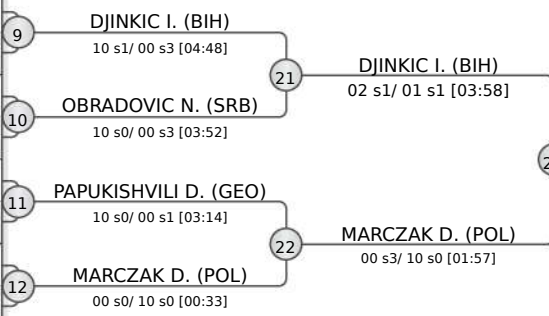 9
DJINKIC I. (BIH)
10 s1/ 00 s3 [04:48]
21
DJINKIC I. (BIH)
02 s1/ 01 s1 [03:58]
10
OBRADOVIC N. (SRB)
10 s0/ 00 s3 [03:52]
11
PAPUKISHVILI D. (GEO)
10 s0/ 00 s1 [03:14]
22
MARCZAK D. (POL)
00 s3/ 10 s0 [01:57]
12
MARCZAK D. (POL)
00 s0/ 10 s0 [00:33]